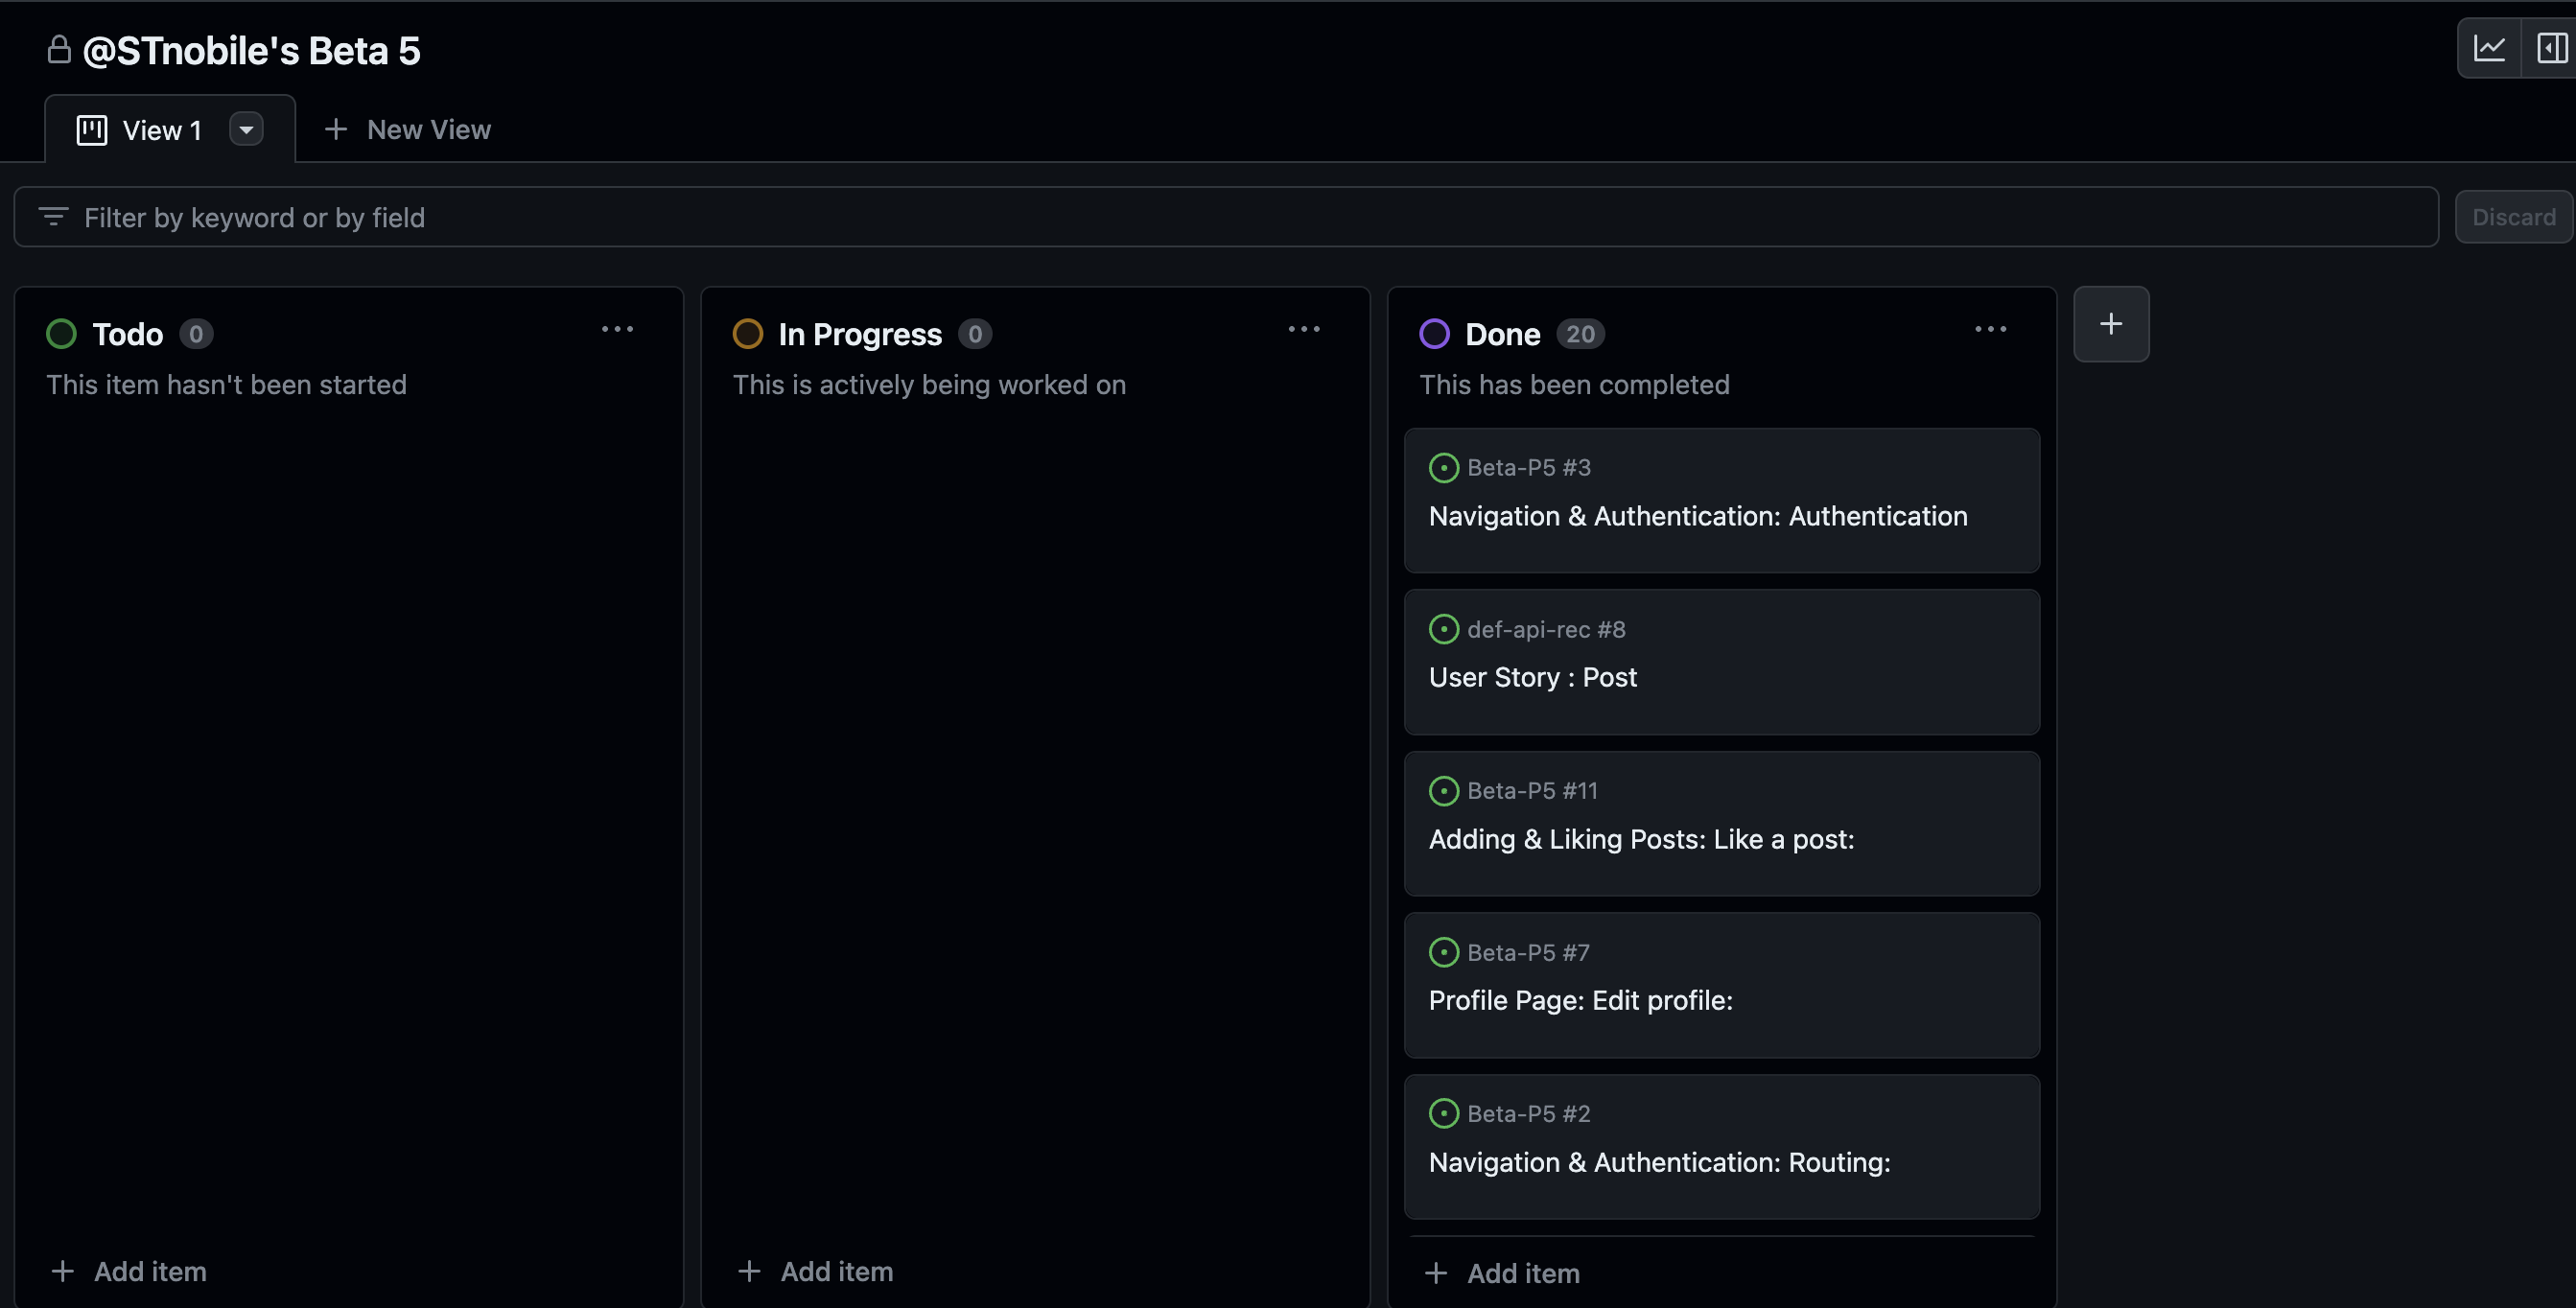 @STnobile's Beta 5
View 1
New View
Filter by keyword or by field
Discard
Todo 0
This item hasn't been started
Add item
In Progress 0
This is actively being worked on
Add item
Done 20
This has been completed
Beta-P5 #3
Navigation & Authentication: Authentication
def-api-rec #8
User Story : Post
Beta-P5 #11
Adding & Liking Posts: Like a post:
Beta-P5 #7
Profile Page: Edit profile:
Beta-P5 #2
Navigation & Authentication: Routing:
Add item